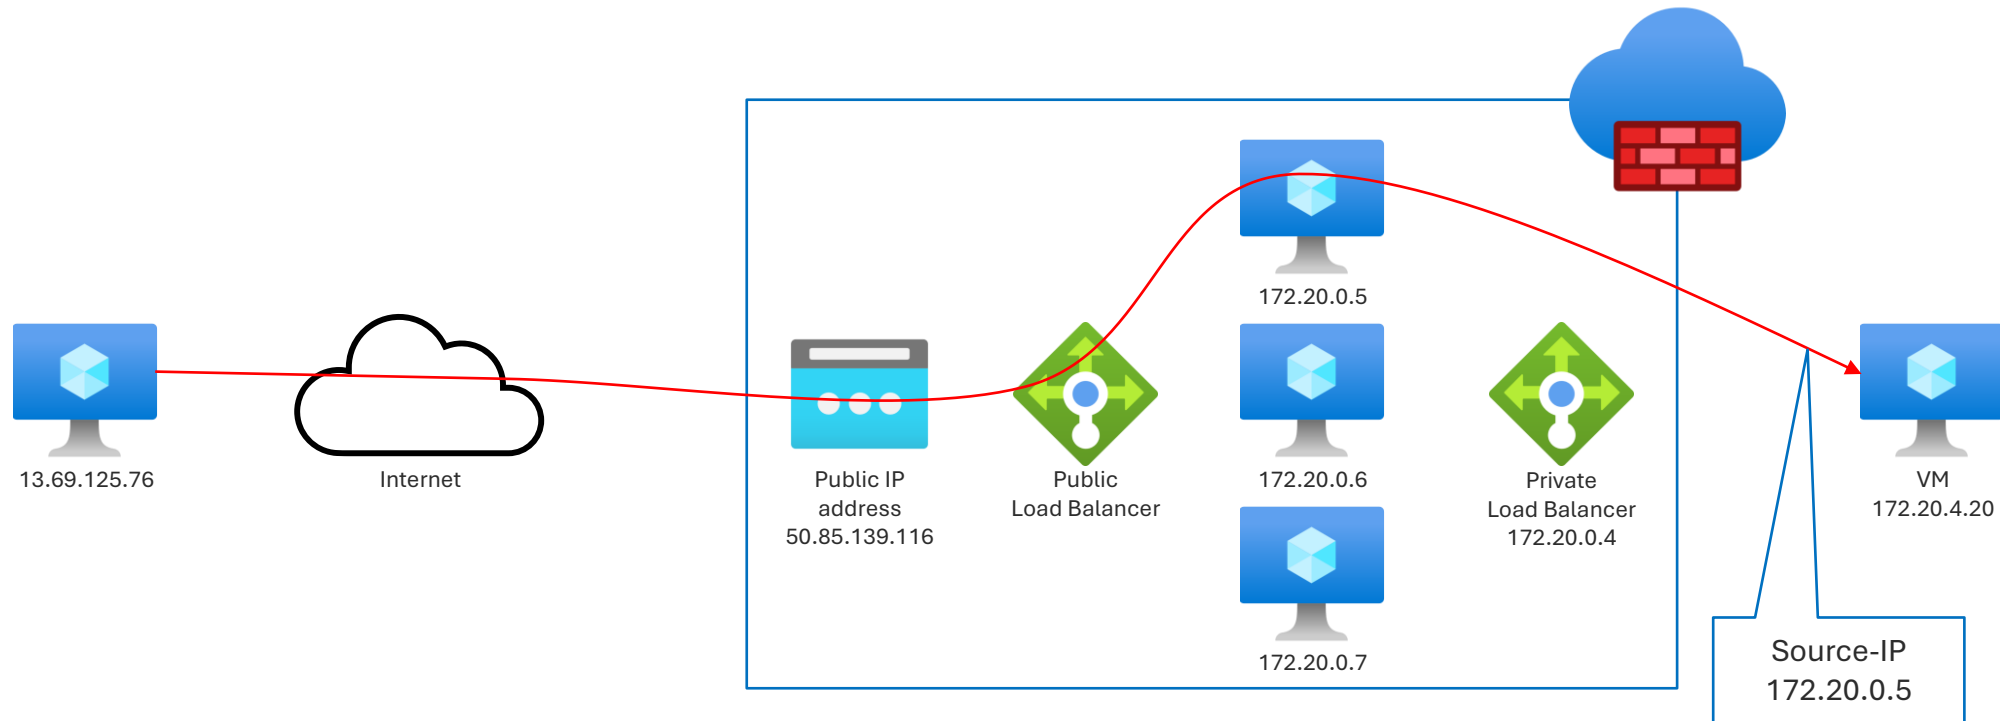 13.69.125.76
Internet
Public IP
address
50.85.139.116
Public
Load Balancer
172.20.0.5
172.20.0.6
172.20.0.7
Private
Load Balancer
172.20.0.4
VM
172.20.4.20
Source-IP
172.20.0.5